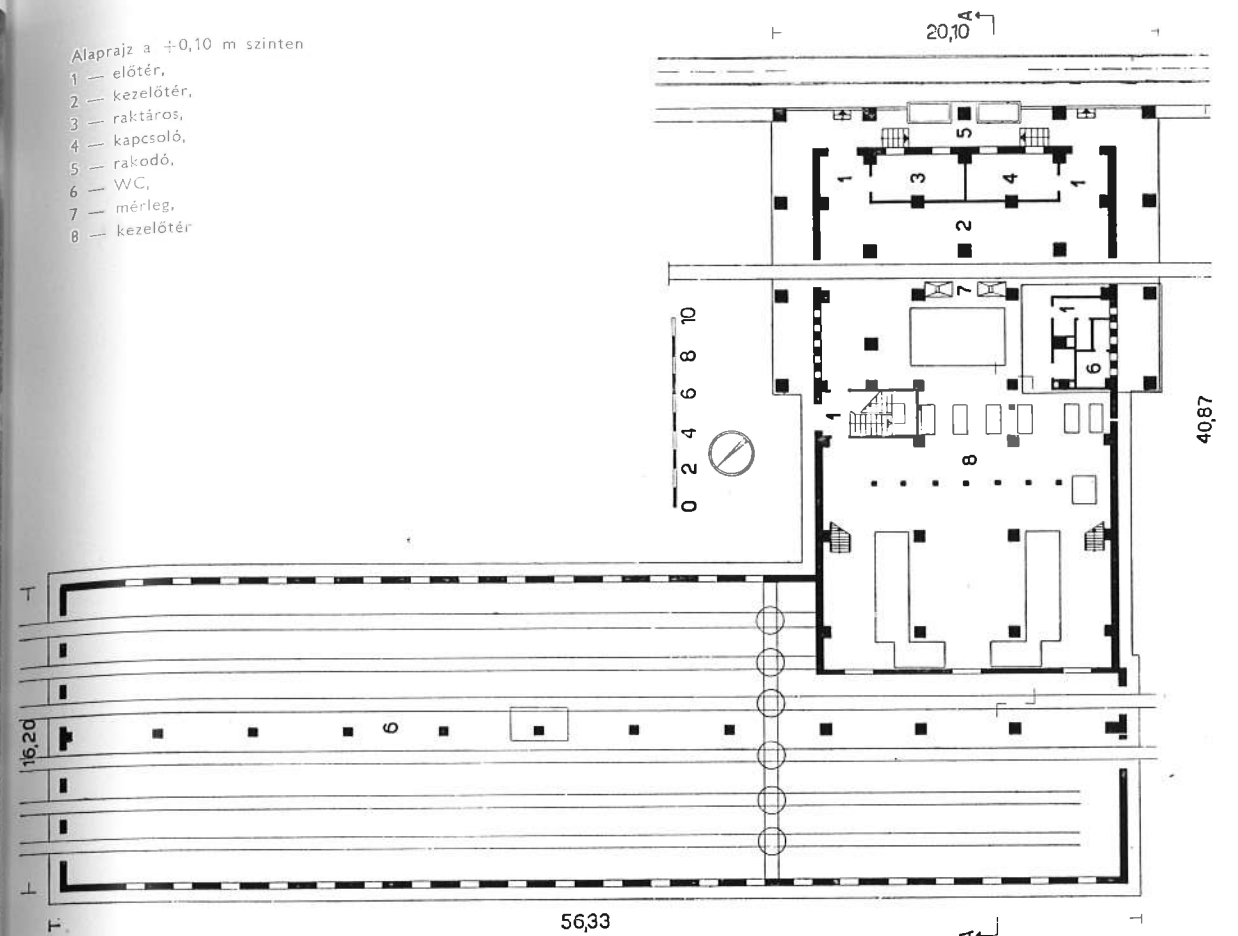 Alaprajz a ÷0,10 m szinten
1 — előtér,
2 — kezelőtér,
3 — raktáros,
4 — kapcsoló,
5 — rakodó,
6 — WC,
7 — mérleg,
8 — kezelőtér
A
20,10
5
1
3
4
1
2
7
1
6
10
8
6
4
2
0
1
8
40,87
6
16,20
56,33
A